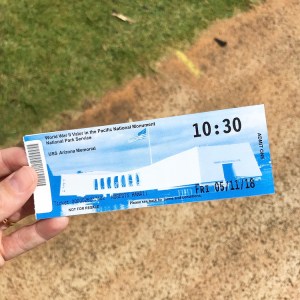 World War II Valor in the Pacific National Monument
National Park Service
USS Arizona Memorial
10:30
ADMIT ONE
FRI 05/11/18
NOT FOR RESALE